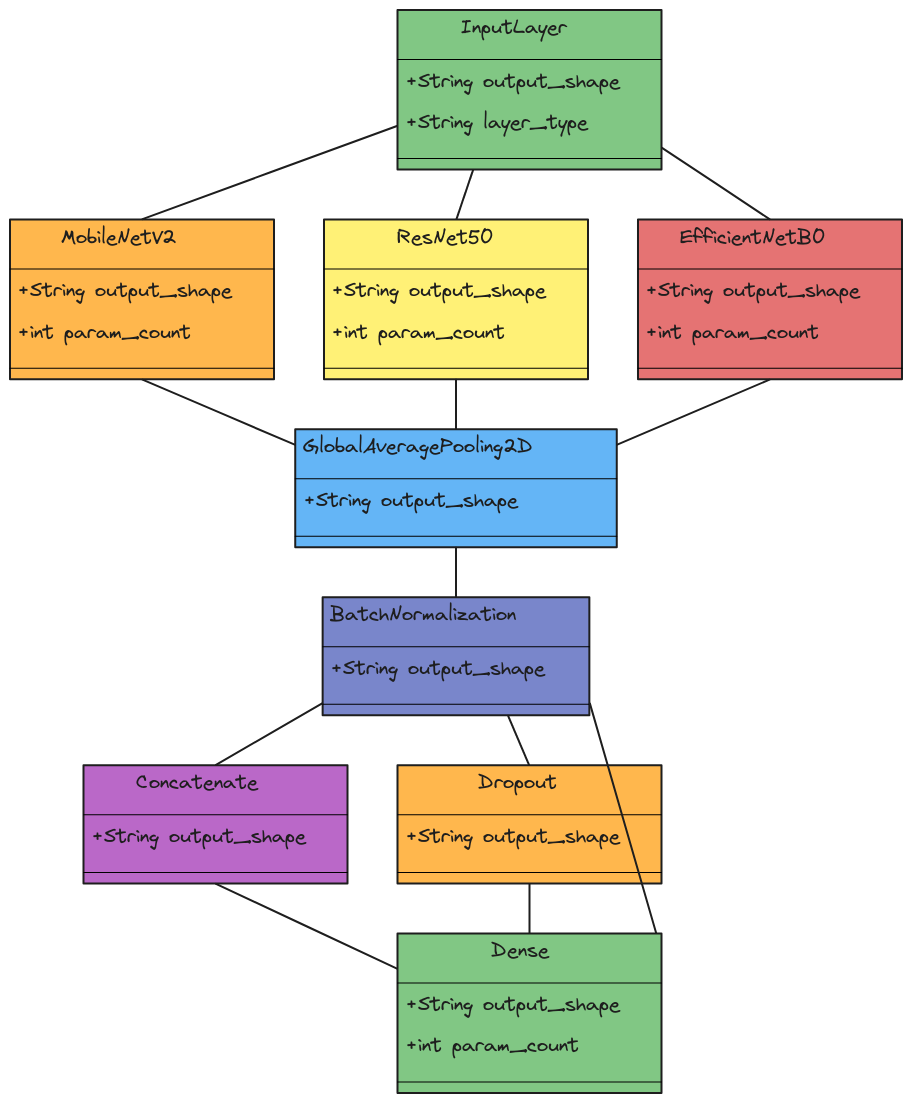 InputLayer
+String output_shape
+String layer_type
MobileNetV2
+String output_shape
+int param_count
ResNet50
+String output_shape
+int param_count
EfficientNetB0
+String output_shape
+int param_count
GlobalAveragePooling2D
+String output_shape
BatchNormalization
+String output_shape
Concatenate
+String output_shape
Dropout
+String output_shape
Dense
+String output_shape
+int param_count